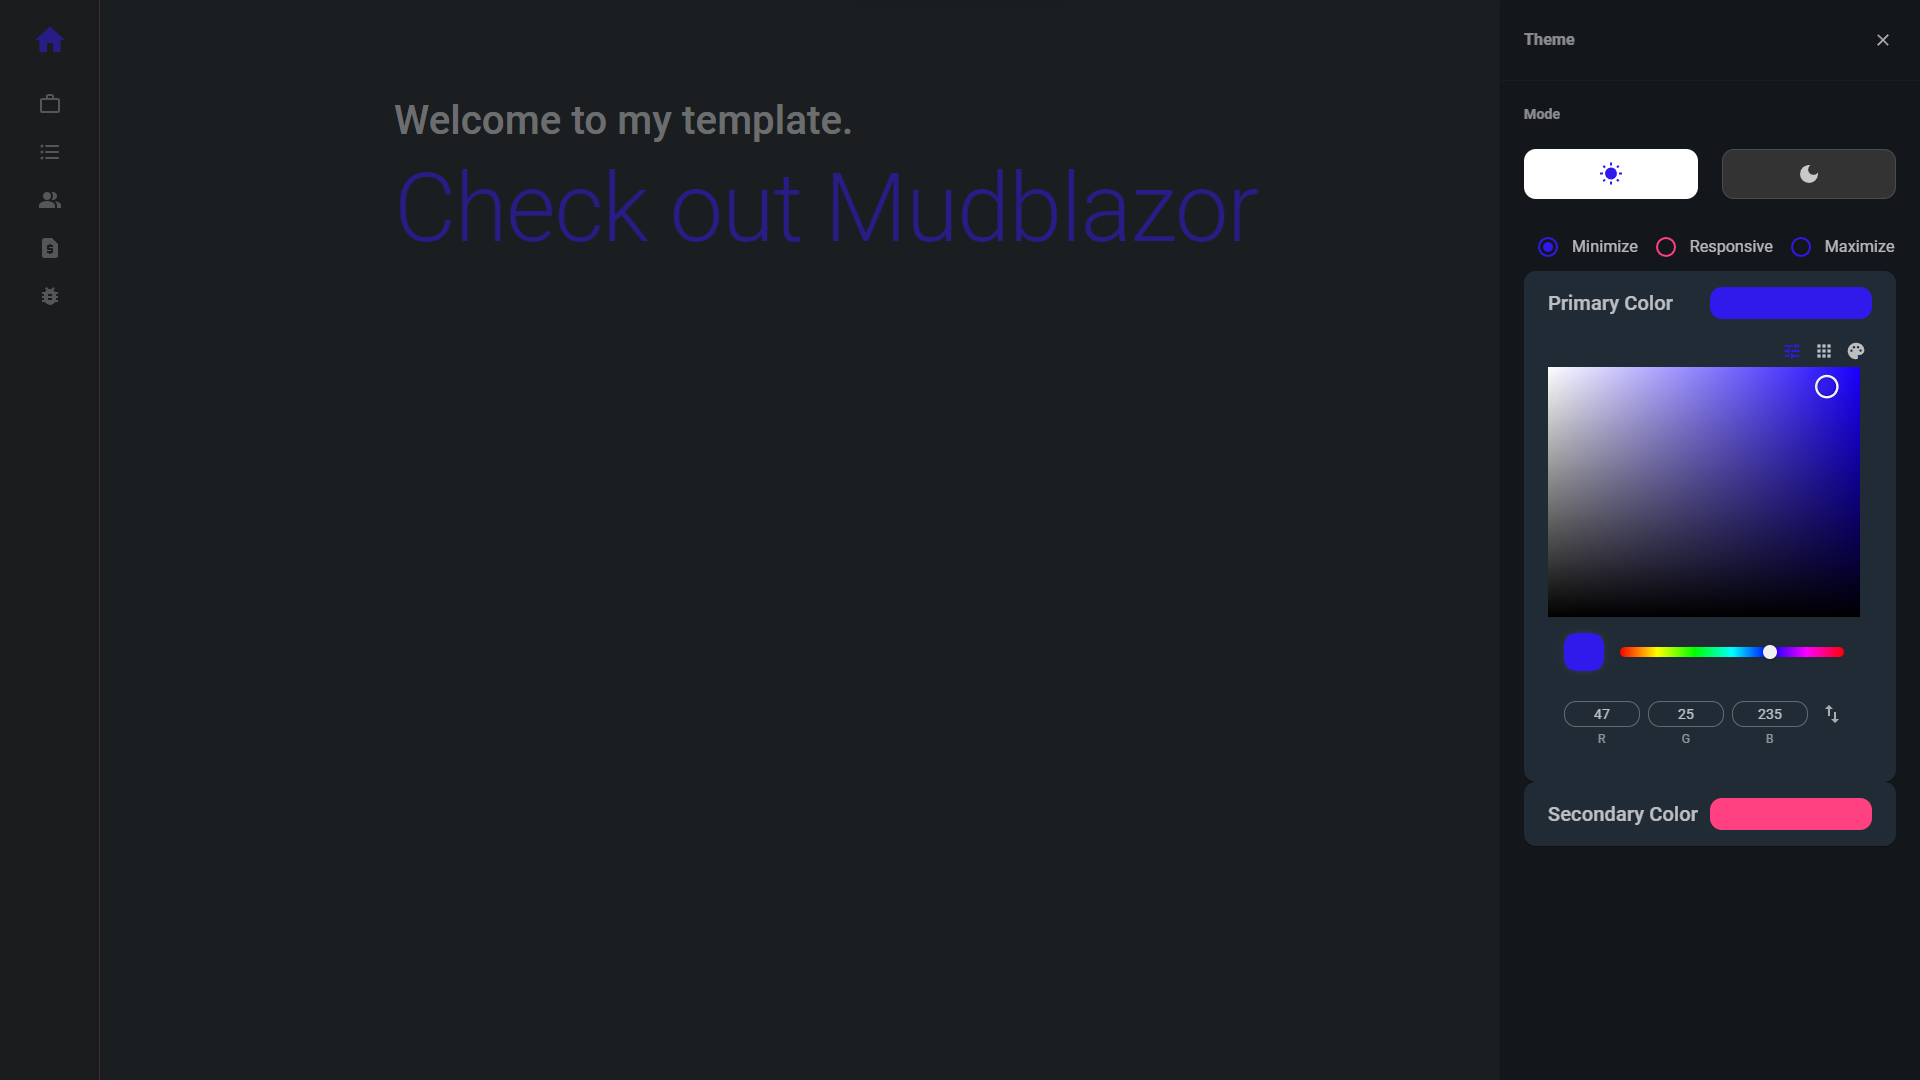 Theme
Welcome to my template.
Check out Mudblazor
Mode
Minimize Responsive Maximize
Primary Color
47 25 235
R G B
Secondary Color